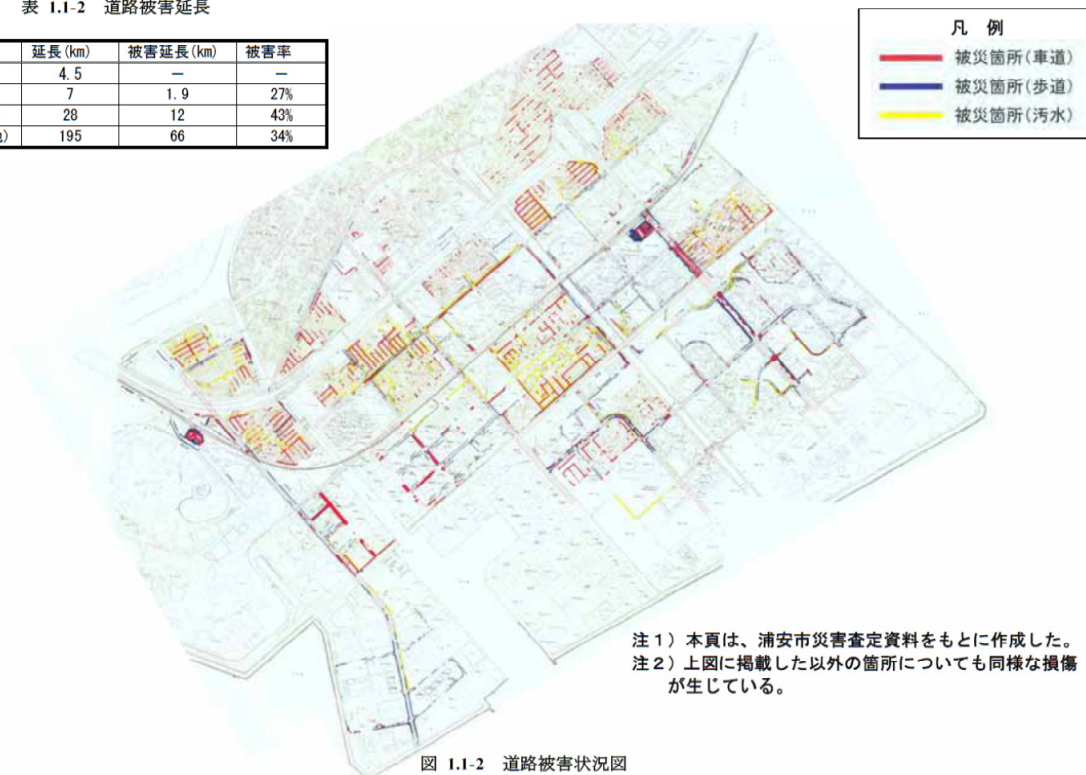 表 1.1-2 道路被害延長
延長(km) 被害延長(km) 被害率
4.5 － －
7 1.9 27%
28 12 43%
195 66 34%
凡 例
被災箇所(車道)
被災箇所(歩道)
被災箇所(汚水)
注１）本頁は、浦安市災害査定資料をもとに作成した。
注２）上図に掲載した以外の箇所についても同様な損傷
が生じている。
図 1.1-2 道路被害状況図